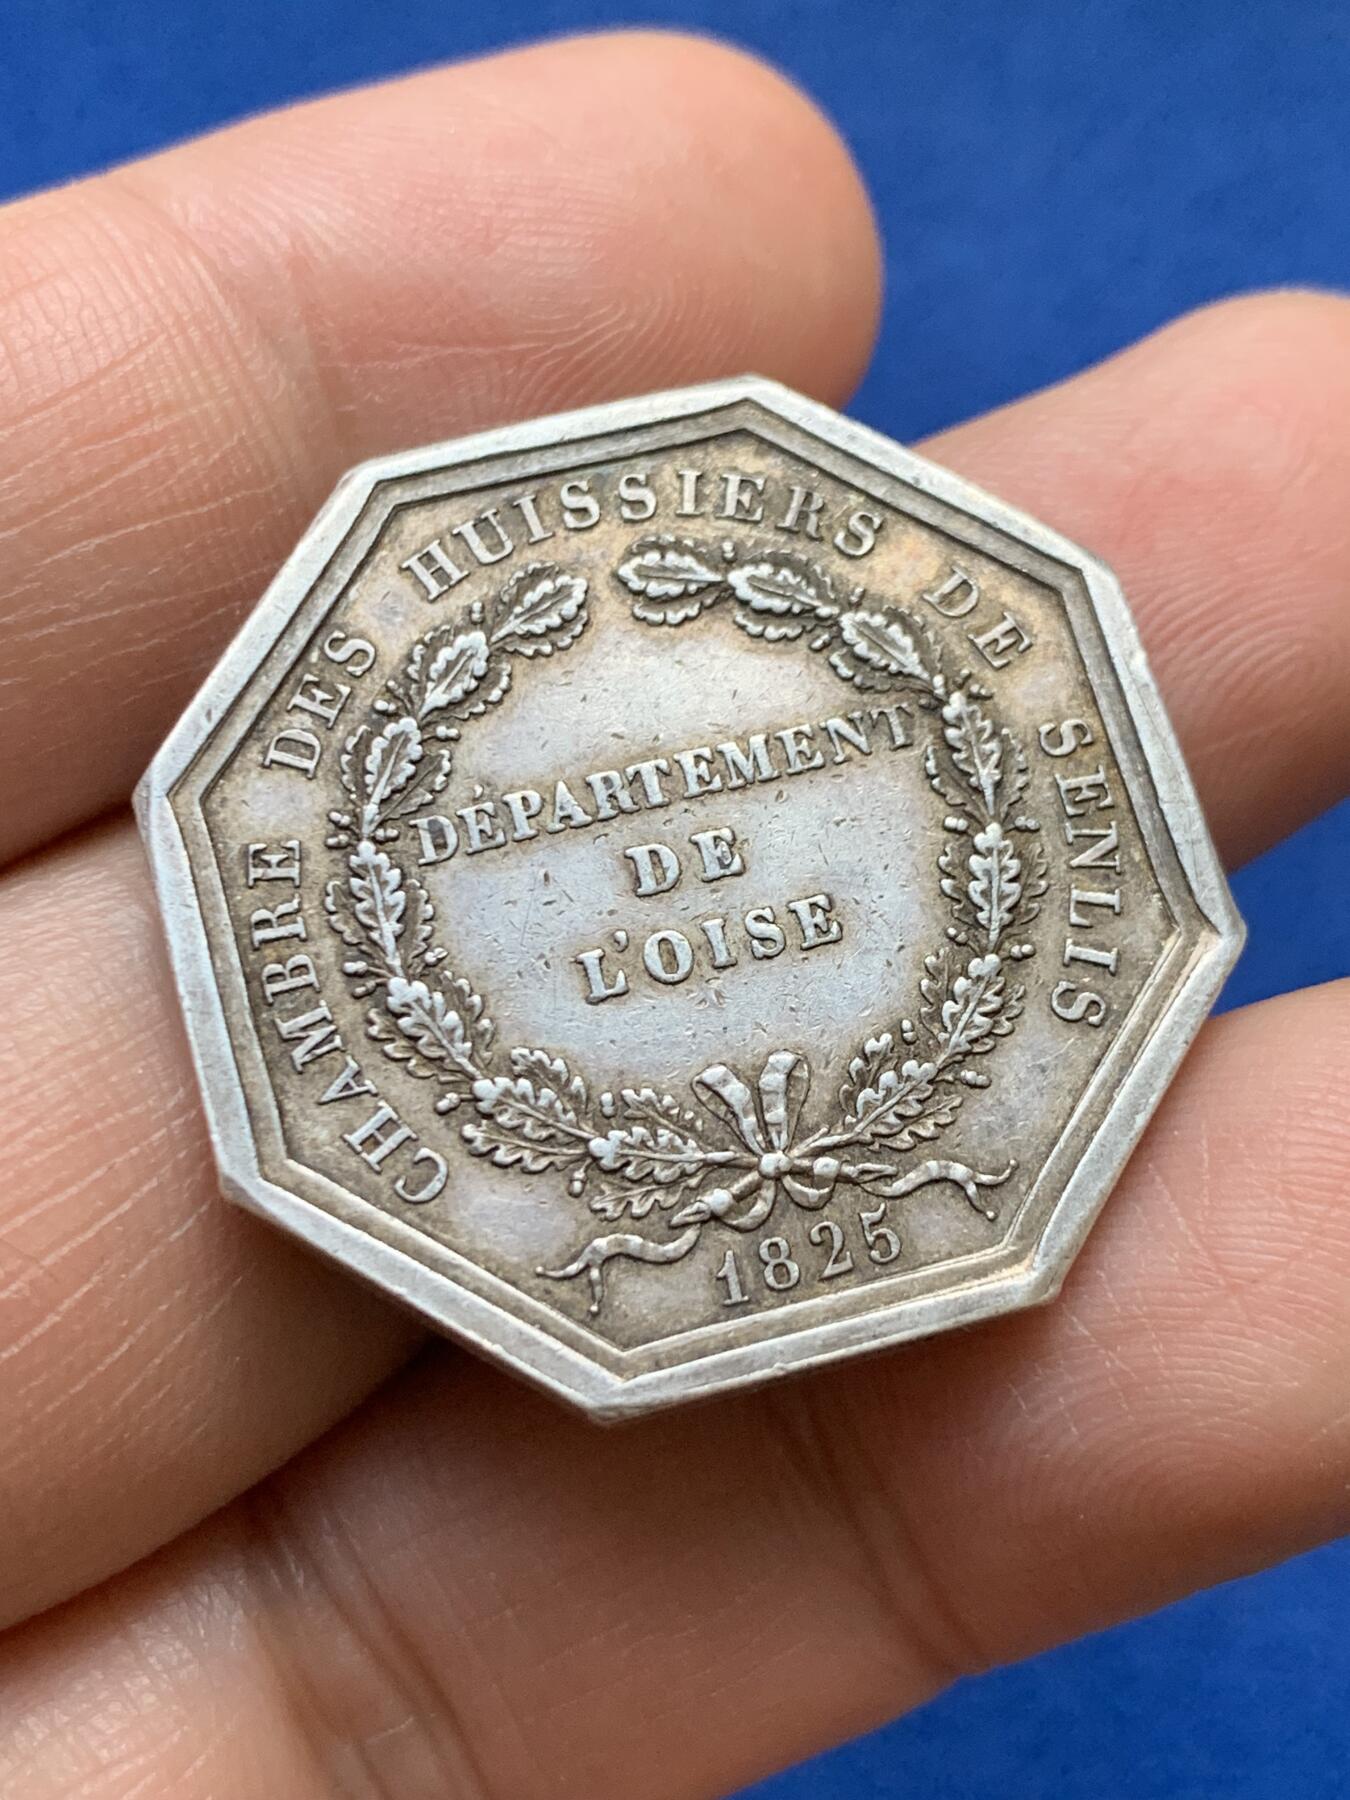 CHAMBRE DES HUISSIERS DE SENLIS
DÉPARTEMENT
DE
L'OISE
1825